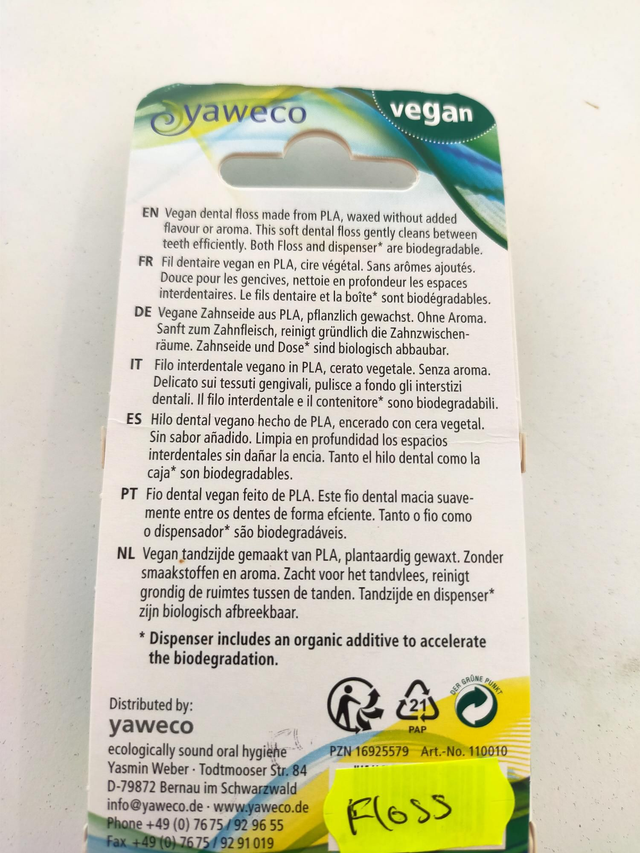 yaweco
vegan
EN Vegan dental floss made from PLA, waxed without added
flavour or aroma. This soft dental floss gently cleans between
teeth efficiently. Both Floss and dispenser* are biodegradable.
FR Fil dentaire vegan en PLA, cire végétal. Sans arômes ajoutés.
Douce pour les gencives, nettoie en profondeur les espaces
interdentaires. Le fils dentaire et la boîte* sont biodégradables.
DE Vegane Zahnseide aus PLA, pflanzlich gewachst. Ohne Aroma.
Sanft zum Zahnfleisch, reinigt gründlich die Zahnzwischen-
räume. Zahnseide und Dose* sind biologisch abbaubar.
IT Filo interdentale vegano in PLA, cerato vegetale. Senza aroma.
Delicato sui tessuti gengivali, pulisce a fondo gli interstizi
dentali. Il filo interdentale e il contenitore* sono biodegradabili.
ES Hilo dental vegano hecho de PLA, encerado con cera vegetal.
Sin sabor añadido. Limpia en profundidad los espacios
interdentales sin dañar la encia. Tanto el hilo dental como la
caja* son biodegradables.
PT Fio dental vegan feito de PLA. Este fio dental macia suave-
mente entre os dentes de forma efciente. Tanto o fio como
o dispensador* são biodegradáveis.
NL Vegan tandzijde gemaakt van PLA, plantaardig gewaxt. Zonder
smaakstoffen en aroma. Zacht voor het tandvlees, reinigt
grondig de ruimtes tussen de tanden. Tandzijde en dispenser*
zijn biologisch afbreekbaar.
* Dispenser includes an organic additive to accelerate
the biodegradation.
Distributed by:
yaweco
ecologically sound oral hygiene
Yasmin Weber · Todtmooser Str. 84
D-79872 Bernau im Schwarzwald
info@yaweco.de · www.yaweco.de
Phone +49 (0) 76 75 / 92 96 55
Fax +49 (0) 76 75 / 92 91 019
21
PAP
DER GRÜNE PUNKT
PZN 16925579 Art.-No. 110010
Floss